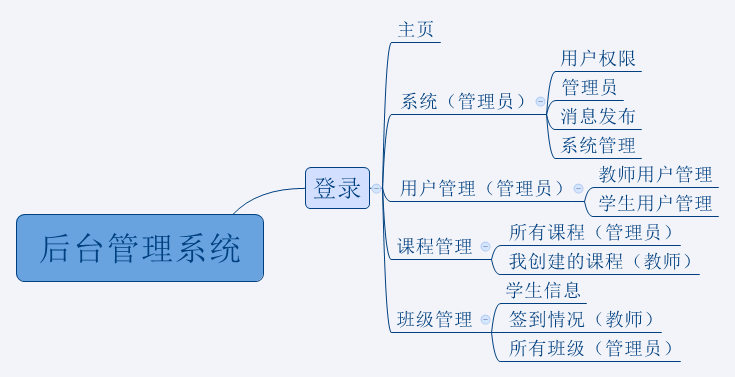 后台管理系统
登录
主页
系统（管理员）
用户权限
管理员
消息发布
系统管理
用户管理（管理员）
教师用户管理
学生用户管理
课程管理
所有课程（管理员）
我创建的课程（教师）
班级管理
学生信息
签到情况（教师）
所有班级（管理员）